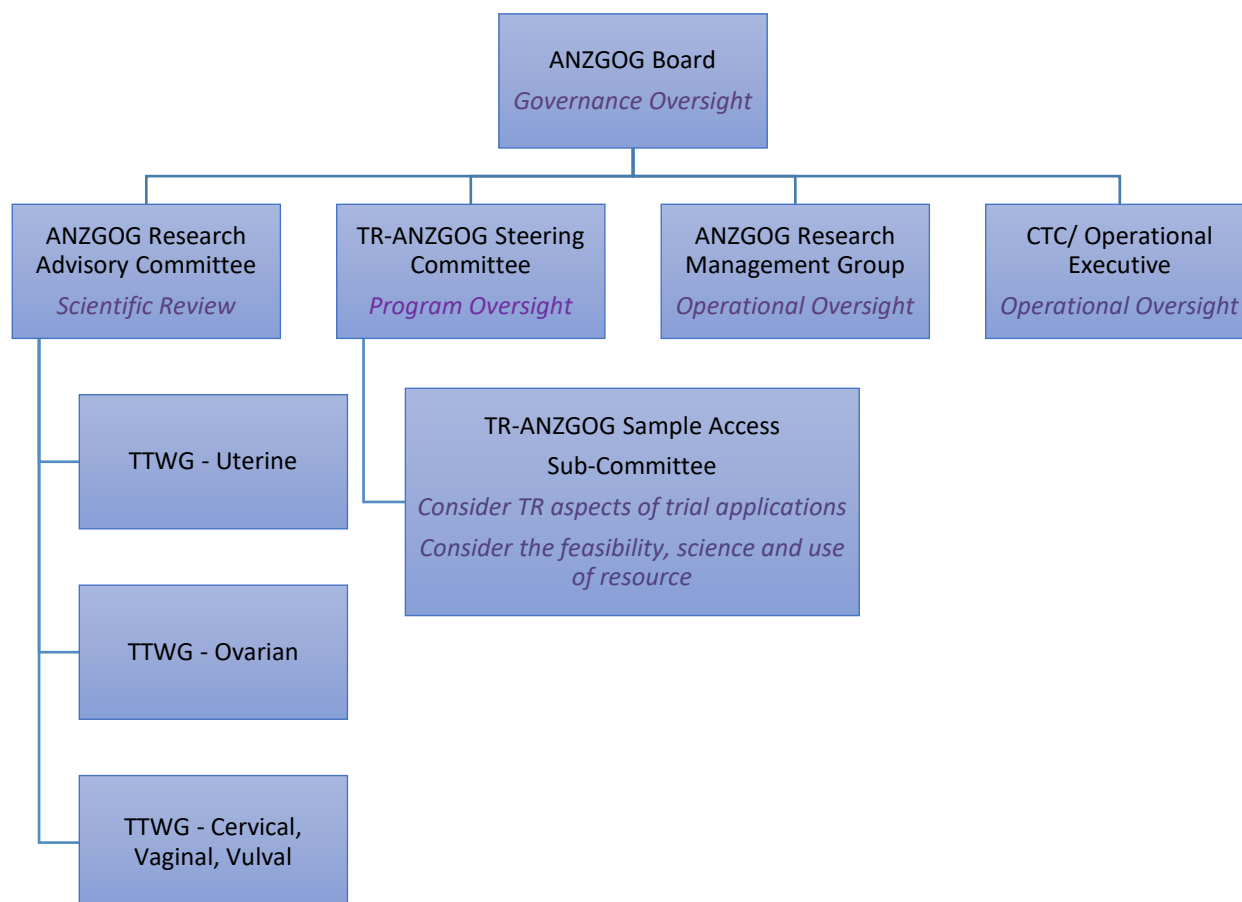 ANZGOG Board
Governance Oversight
ANZGOG Research
Advisory Committee
Scientific Review
TR-ANZGOG Steering
Committee
Program Oversight
ANZGOG Research
Management Group
Operational Oversight
CTC/ Operational
Executive
Operational Oversight
TTWG - Uterine
TTWG - Ovarian
TTWG - Cervical,
Vaginal, Vulval
TR-ANZGOG Sample Access
Sub-Committee
Consider TR aspects of trial applications
Consider the feasibility, science and use
of resource